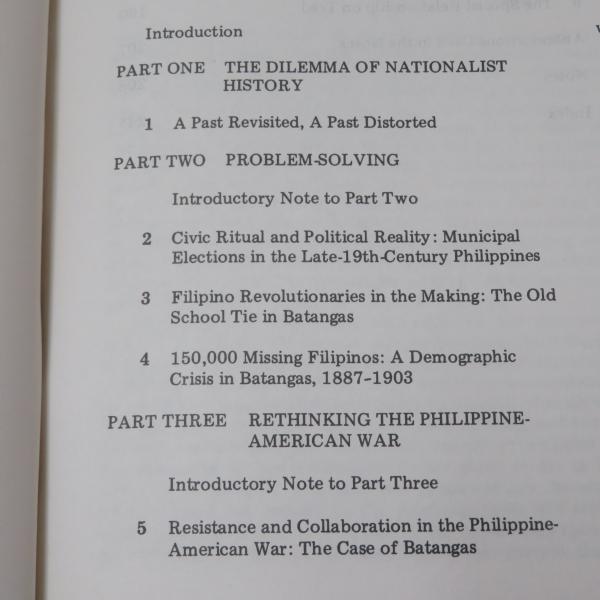 Introduction
PART ONE THE DILEMMA OF NATIONALIST
HISTORY
1 A Past Revisited, A Past Distorted
PART TWO PROBLEM-SOLVING
Introductory Note to Part Two
2 Civic Ritual and Political Reality: Municipal
Elections in the Late-19th-Century Philippines
3 Filipino Revolutionaries in the Making: The Old
School Tie in Batangas
4 150,000 Missing Filipinos: A Demographic
Crisis in Batangas, 1887–1903
PART THREE RETHINKING THE PHILIPPINE-
AMERICAN WAR
Introductory Note to Part Three
5 Resistance and Collaboration in the Philippine-
American War: The Case of Batangas